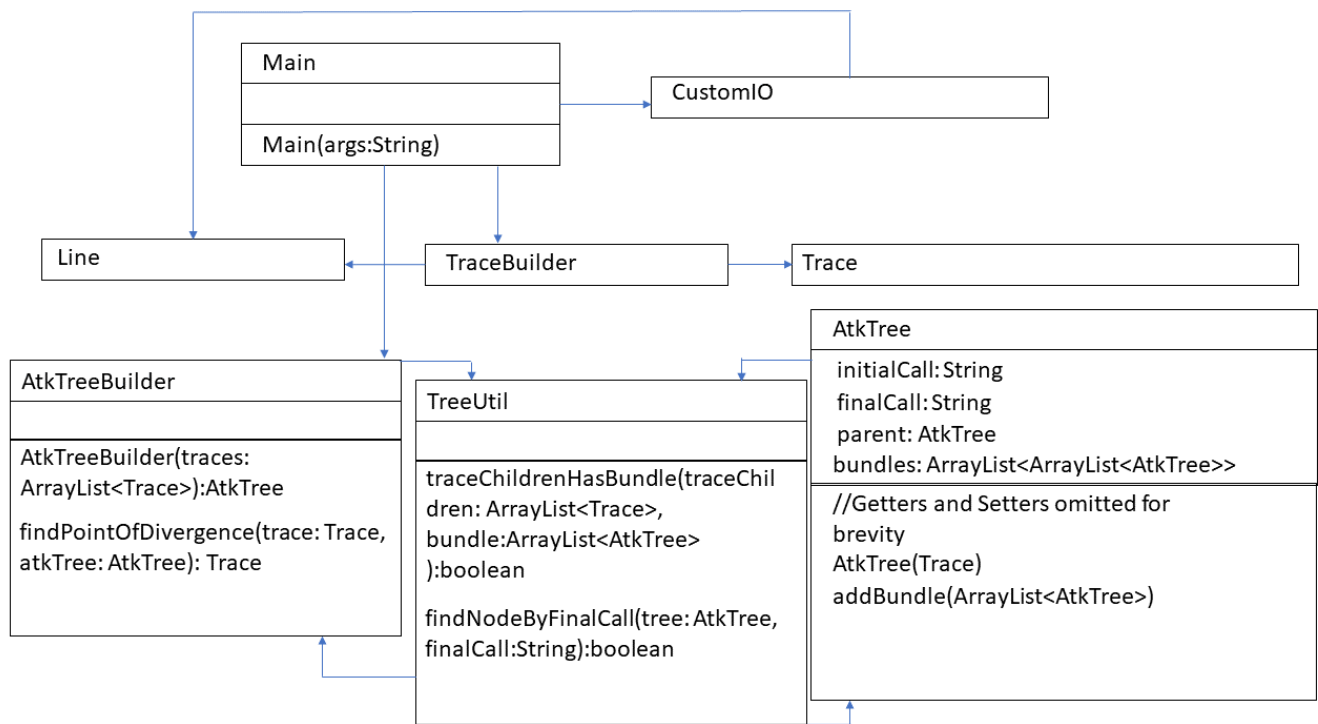 Main
CustomIO
Main(args:String)
Line
TraceBuilder
Trace
AtkTreeBuilder
AtkTreeBuilder(traces:
ArrayList<Trace>):AtkTree
findPointOfDivergence(trace: Trace,
atkTree: AtkTree): Trace
TreeUtil
traceChildrenHasBundle(traceChil
dren: ArrayList<Trace>,
bundle:ArrayList<AtkTree>
):boolean
findNodeByFinalCall(tree: AtkTree,
finalCall:String):boolean
AtkTree
initialCall: String
finalCall: String
parent: AtkTree
bundles: ArrayList<ArrayList<AtkTree>>
//Getters and Setters omitted for
brevity
AtkTree(Trace)
addBundle(ArrayList<AtkTree>)